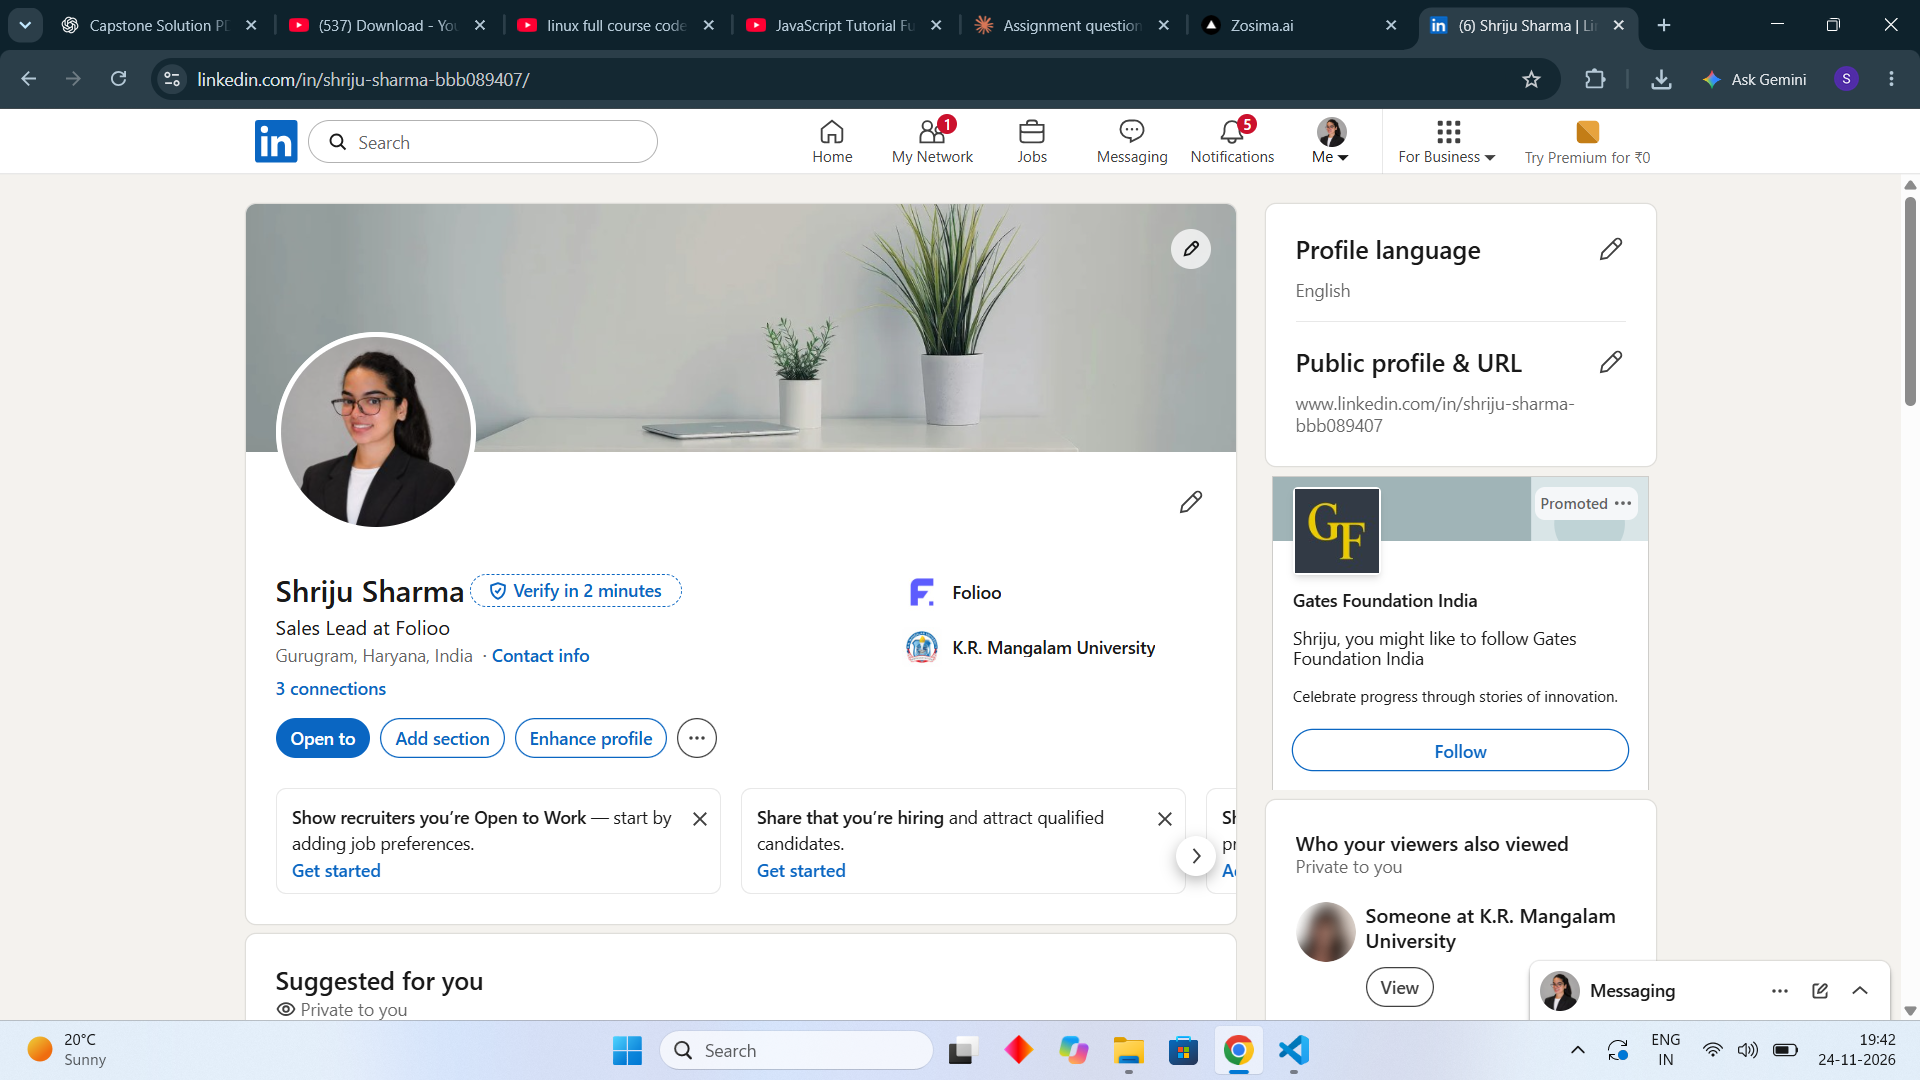 Capstone Solution PD
(537) Download - You
linux full course code
JavaScript Tutorial Fu
Assignment question
Zosima.ai
(6) Shriju Sharma | Li
linkedin.com/in/shriju-sharma-bbb089407/
Ask Gemini
S
in
Search
Home
1
My Network
Jobs
Messaging
5
Notifications
Me
For Business
Try Premium for ₹0
Shriju Sharma
Verify in 2 minutes
Sales Lead at Folioo
Gurugram, Haryana, India · Contact info
3 connections
Folioo
K.R. Mangalam University
Open to
Add section
Enhance profile
Show recruiters you’re Open to Work — start by
adding job preferences.
Get started
Share that you’re hiring and attract qualified
candidates.
Get started
Suggested for you
Private to you
Profile language
English
Public profile & URL
www.linkedin.com/in/shriju-sharma-
bbb089407
Promoted
GF
Gates Foundation India
Shriju, you might like to follow Gates
Foundation India
Celebrate progress through stories of innovation.
Follow
Who your viewers also viewed
Private to you
Someone at K.R. Mangalam
University
View
Messaging
20°C
Sunny
Search
ENG
IN
19:42
24-11-2026